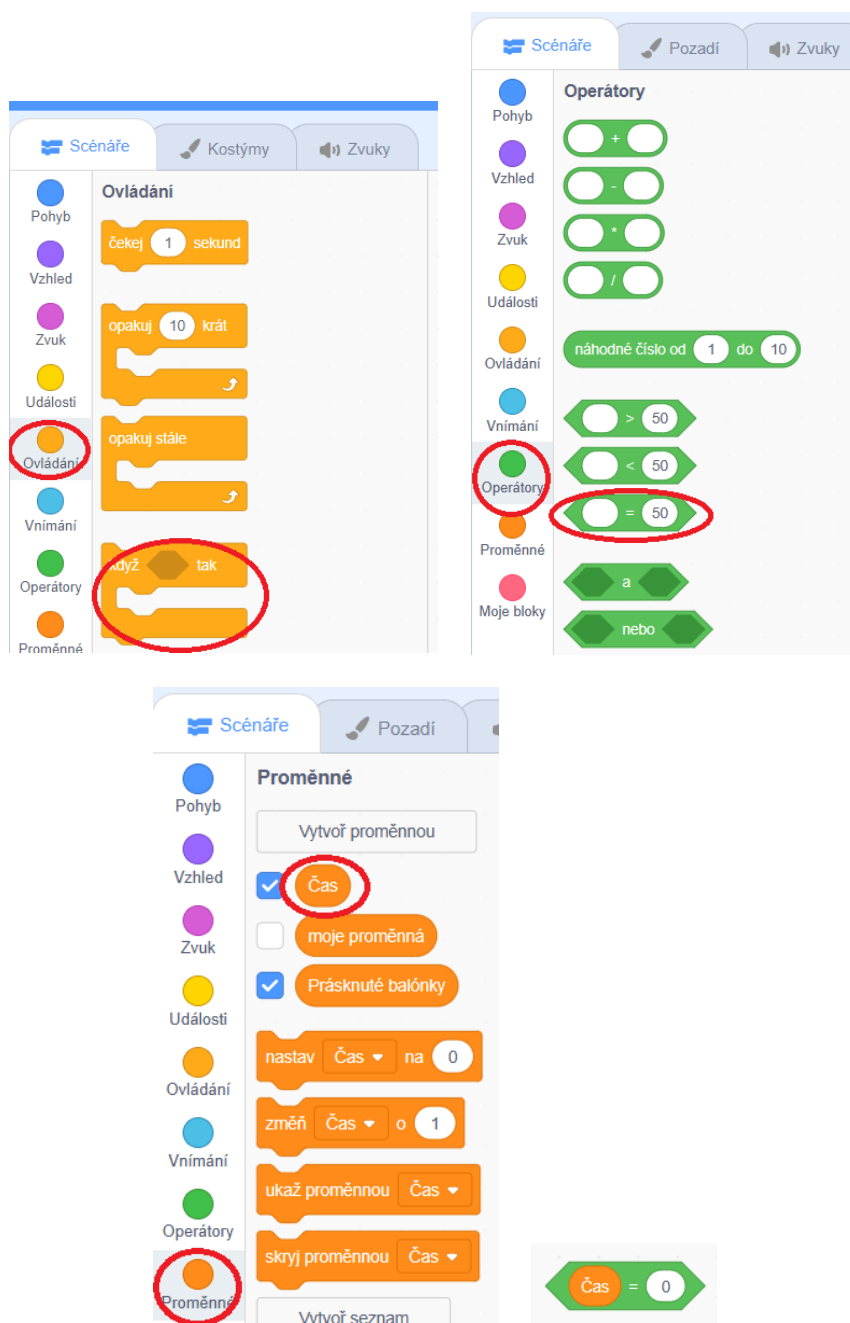 Scénáře Kostýmy Zvuky
Pohyb
Vzhled
Zvuk
Události
Ovládání
Vnímání
Operátory
Proměnné
Ovládání
čekej 1 sekund
opakuj 10 krát
opakuj stále
když tak
Scénáře Pozadí Zvuky
Pohyb
Vzhled
Zvuk
Události
Ovládání
Vnímání
Operátory
Proměnné
Moje bloky
Operátory
+
-
*
/
náhodné číslo od 1 do 10
> 50
< 50
= 50
a
nebo
Scénáře Pozadí
Pohyb
Vzhled
Zvuk
Události
Ovládání
Vnímání
Operátory
Proměnné
Proměnné
Vytvoř proměnnou
Čas
moje proměnná
Prásknuté balónky
nastav Čas na 0
změň Čas o 1
ukaž proměnnou Čas
skryj proměnnou Čas
Vytvoř seznam
Čas = 0